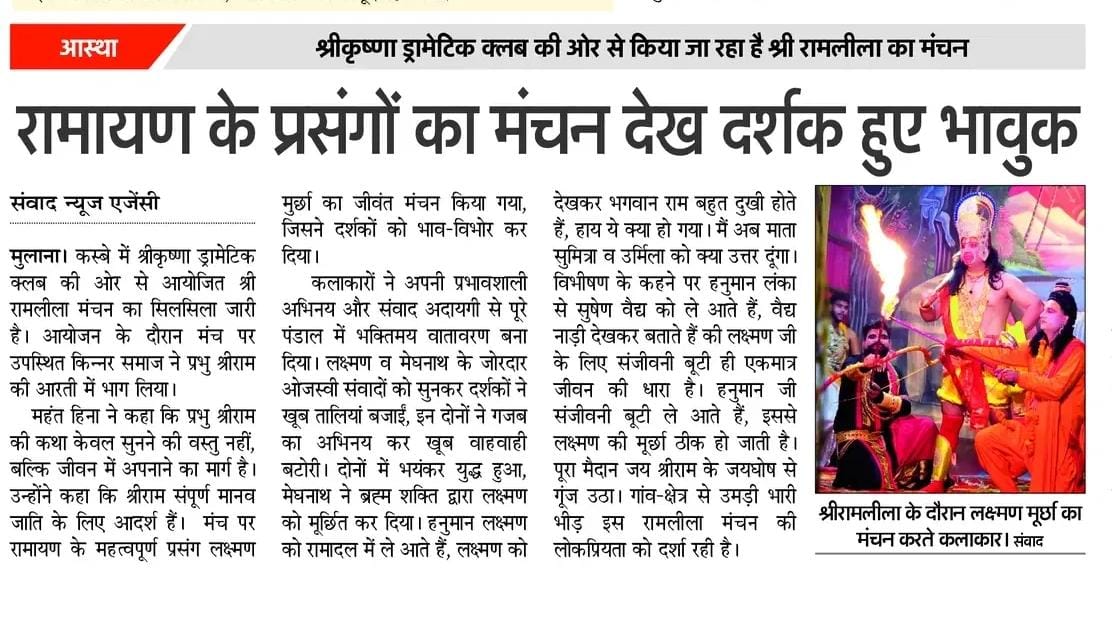 आस्था
श्रीकृष्णा ड्रामेटिक क्लब की ओर से किया जा रहा है श्री रामलीला का मंचन
रामायण के प्रसंगों का मंचन देख दर्शक हुए भावुक
संवाद न्यूज एजेंसी
मुलाना। कस्बे में श्रीकृष्णा ड्रामेटिक
क्लब की ओर से आयोजित श्री
रामलीला मंचन का सिलसिला जारी
है। आयोजन के दौरान मंच पर
उपस्थित किन्नर समाज ने प्रभु श्रीराम
की आरती में भाग लिया।
महंत हिना ने कहा कि प्रभु श्रीराम
की कथा केवल सुनने की वस्तु नहीं,
बल्कि जीवन में अपनाने का मार्ग है।
उन्होंने कहा कि श्रीराम संपूर्ण मानव
जाति के लिए आदर्श हैं। मंच पर
रामायण के महत्वपूर्ण प्रसंग लक्ष्मण
मुर्छा का जीवंत मंचन किया गया,
जिसने दर्शकों को भाव-विभोर कर
दिया।
कलाकारों ने अपनी प्रभावशाली
अभिनय और संवाद अदायगी से पूरे
पंडाल में भक्तिमय वातावरण बना
दिया। लक्ष्मण व मेघनाथ के जोरदार
ओजस्वी संवादों को सुनकर दर्शकों ने
खूब तालियां बजाईं, इन दोनों ने गजब
का अभिनय कर खूब वाहवाही
बटोरी। दोनों में भयंकर युद्ध हुआ,
मेघनाथ ने ब्रह्म शक्ति द्वारा लक्ष्मण
को मूर्छित कर दिया। हनुमान लक्ष्मण
को रामादल में ले आते हैं, लक्ष्मण को
देखकर भगवान राम बहुत दुखी होते
हैं, हाय ये क्या हो गया। मैं अब माता
सुमित्रा व उर्मिला को क्या उत्तर दूंगा।
विभीषण के कहने पर हनुमान लंका
से सुषेण वैद्य को ले आते हैं, वैद्य
नाड़ी देखकर बताते हैं की लक्ष्मण जी
के लिए संजीवनी बूटी ही एकमात्र
जीवन की धारा है। हनुमान जी
संजीवनी बूटी ले आते हैं, इससे
लक्ष्मण की मूर्छा ठीक हो जाती है।
पूरा मैदान जय श्रीराम के जयघोष से
गूंज उठा। गांव-क्षेत्र से उमड़ी भारी
भीड़ इस रामलीला मंचन की
लोकप्रियता को दर्शा रही है।
श्रीरामलीला के दौरान लक्ष्मण मूर्छा का
मंचन करते कलाकार। संवाद